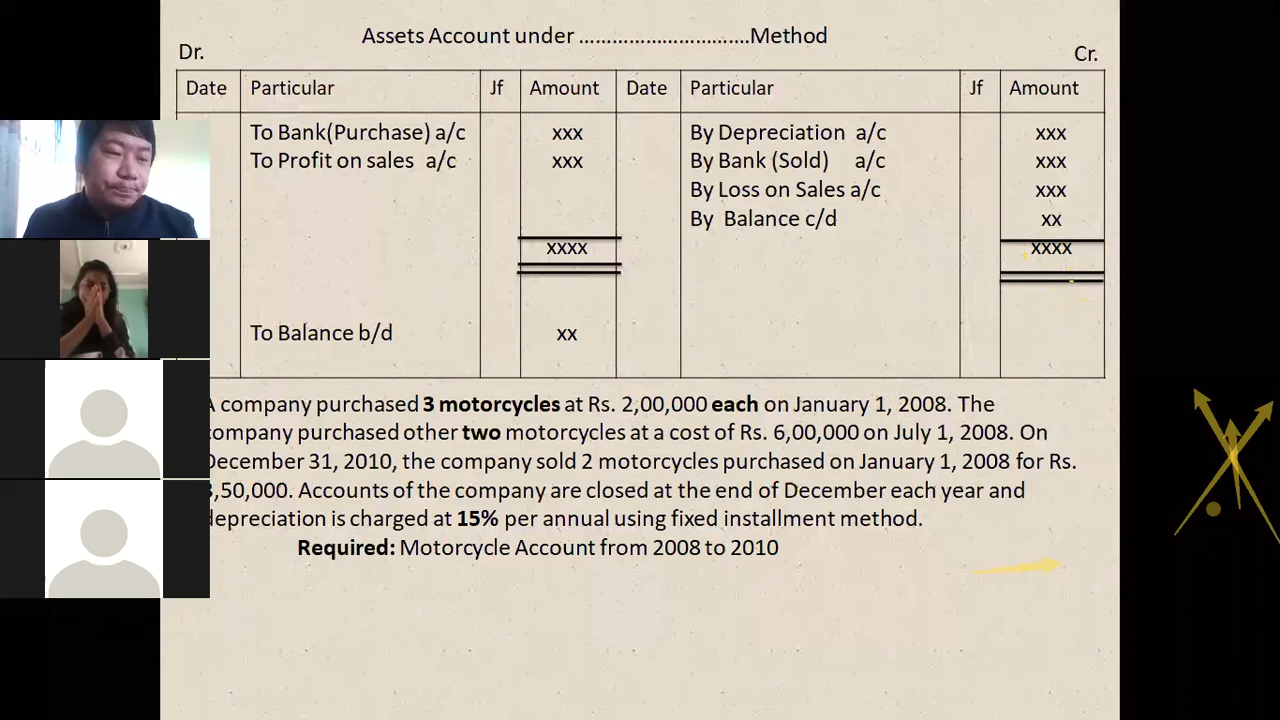 Assets Account under ................................Method
Dr.
Cr.
Date Particular Jf Amount Date Particular Jf Amount
To Bank(Purchase) a/c xxx By Depreciation a/c xxx
To Profit on sales a/c xxx By Bank (Sold) a/c xxx
By Loss on Sales a/c xxx
By Balance c/d xx
xxxx xxxx
To Balance b/d xx
A company purchased 3 motorcycles at Rs. 2,00,000 each on January 1, 2008. The
company purchased other two motorcycles at a cost of Rs. 6,00,000 on July 1, 2008. On
December 31, 2010, the company sold 2 motorcycles purchased on January 1, 2008 for Rs.
3,50,000. Accounts of the company are closed at the end of December each year and
depreciation is charged at 15% per annual using fixed installment method.
Required: Motorcycle Account from 2008 to 2010